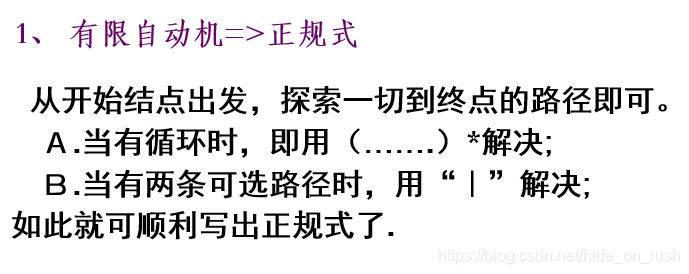 1、 有限自动机=>正规式
从开始结点出发，探索一切到终点的路径即可。
A.当有循环时，即用（.......）*解决;
B.当有两条可选路径时，用“｜”解决;
如此就可顺利写出正规式了.
https://blog.csdn.net/hide_on_rush